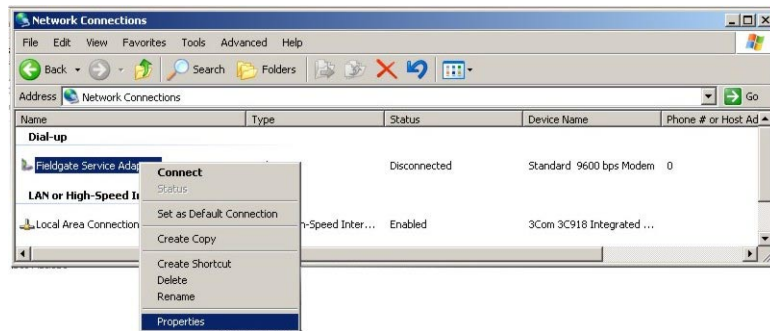 Network Connections
File Edit View Favorites Tools Advanced Help
Back Search Folders
Address Network Connections Go
Name Type Status Device Name Phone # or Host Ad
Dial-up
Fieldgate Service Adap Disconnected Standard 9600 bps Modem 0
LAN or High-Speed I
Local Area Connection h-Speed Inter... Enabled 3Com 3C918 Integrated ...
Connect
Status
Set as Default Connection
Create Copy
Create Shortcut
Delete
Rename
Properties